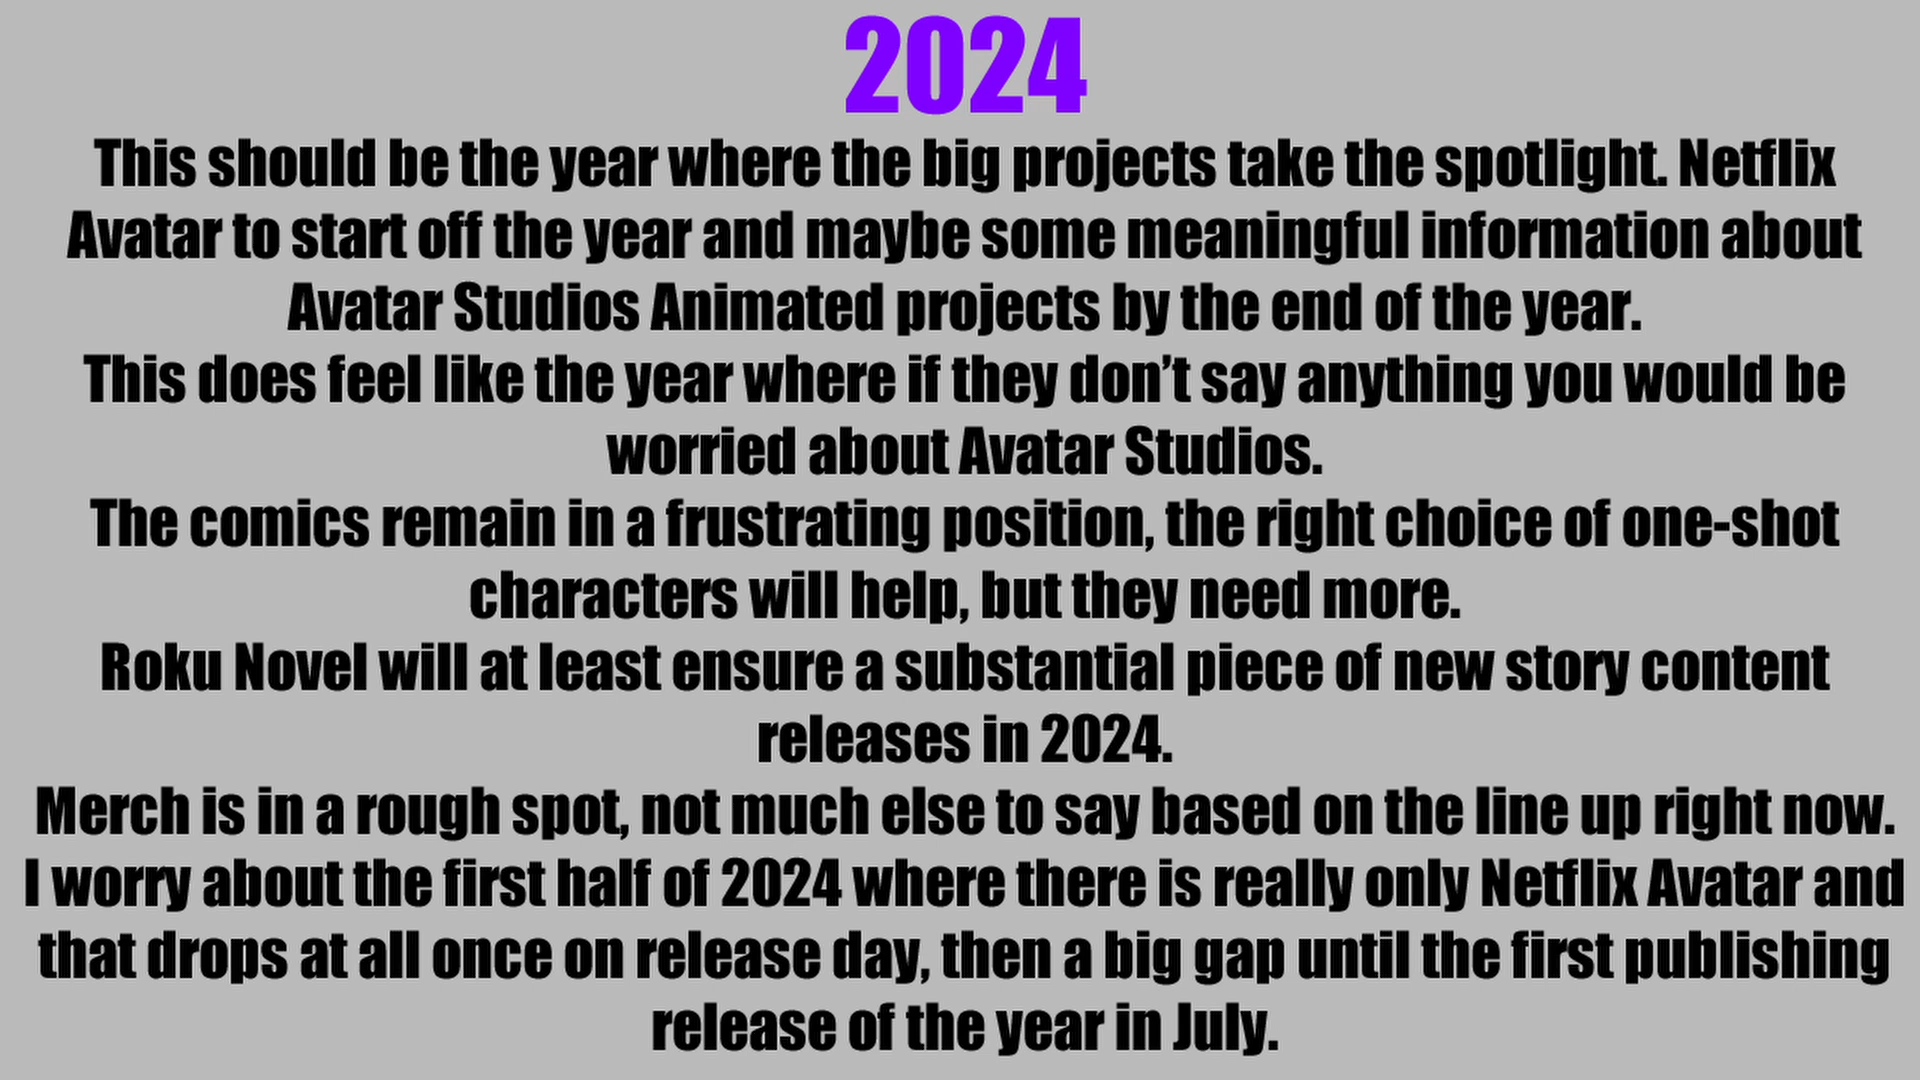 2024
This should be the year where the big projects take the spotlight. Netflix
Avatar to start off the year and maybe some meaningful information about
Avatar Studios Animated projects by the end of the year.
This does feel like the year where if they don’t say anything you would be
worried about Avatar Studios.
The comics remain in a frustrating position, the right choice of one-shot
characters will help, but they need more.
Roku Novel will at least ensure a substantial piece of new story content
releases in 2024.
Merch is in a rough spot, not much else to say based on the line up right now.
I worry about the first half of 2024 where there is really only Netflix Avatar and
that drops at all once on release day, then a big gap until the first publishing
release of the year in July.